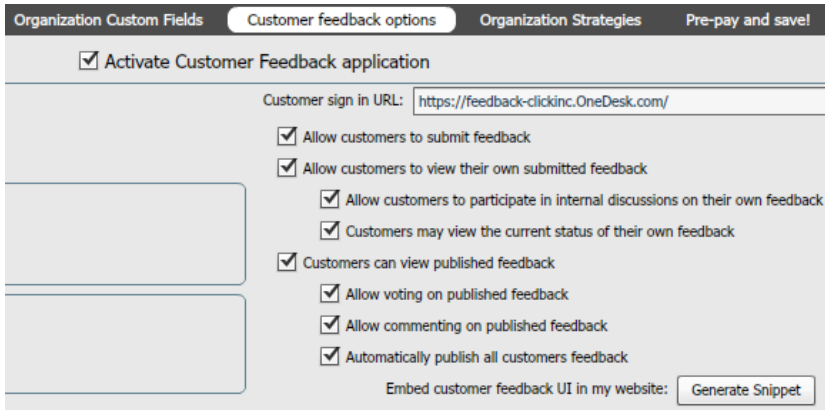 Organization Custom Fields Customer feedback options Organization Strategies Pre-pay and save!
Activate Customer Feedback application
Customer sign in URL: https://feedback-clickinc.OneDesk.com/
Allow customers to submit feedback
Allow customers to view their own submitted feedback
Allow customers to participate in internal discussions on their own feedback
Customers may view the current status of their own feedback
Customers can view published feedback
Allow voting on published feedback
Allow commenting on published feedback
Automatically publish all customers feedback
Embed customer feedback UI in my website: Generate Snippet